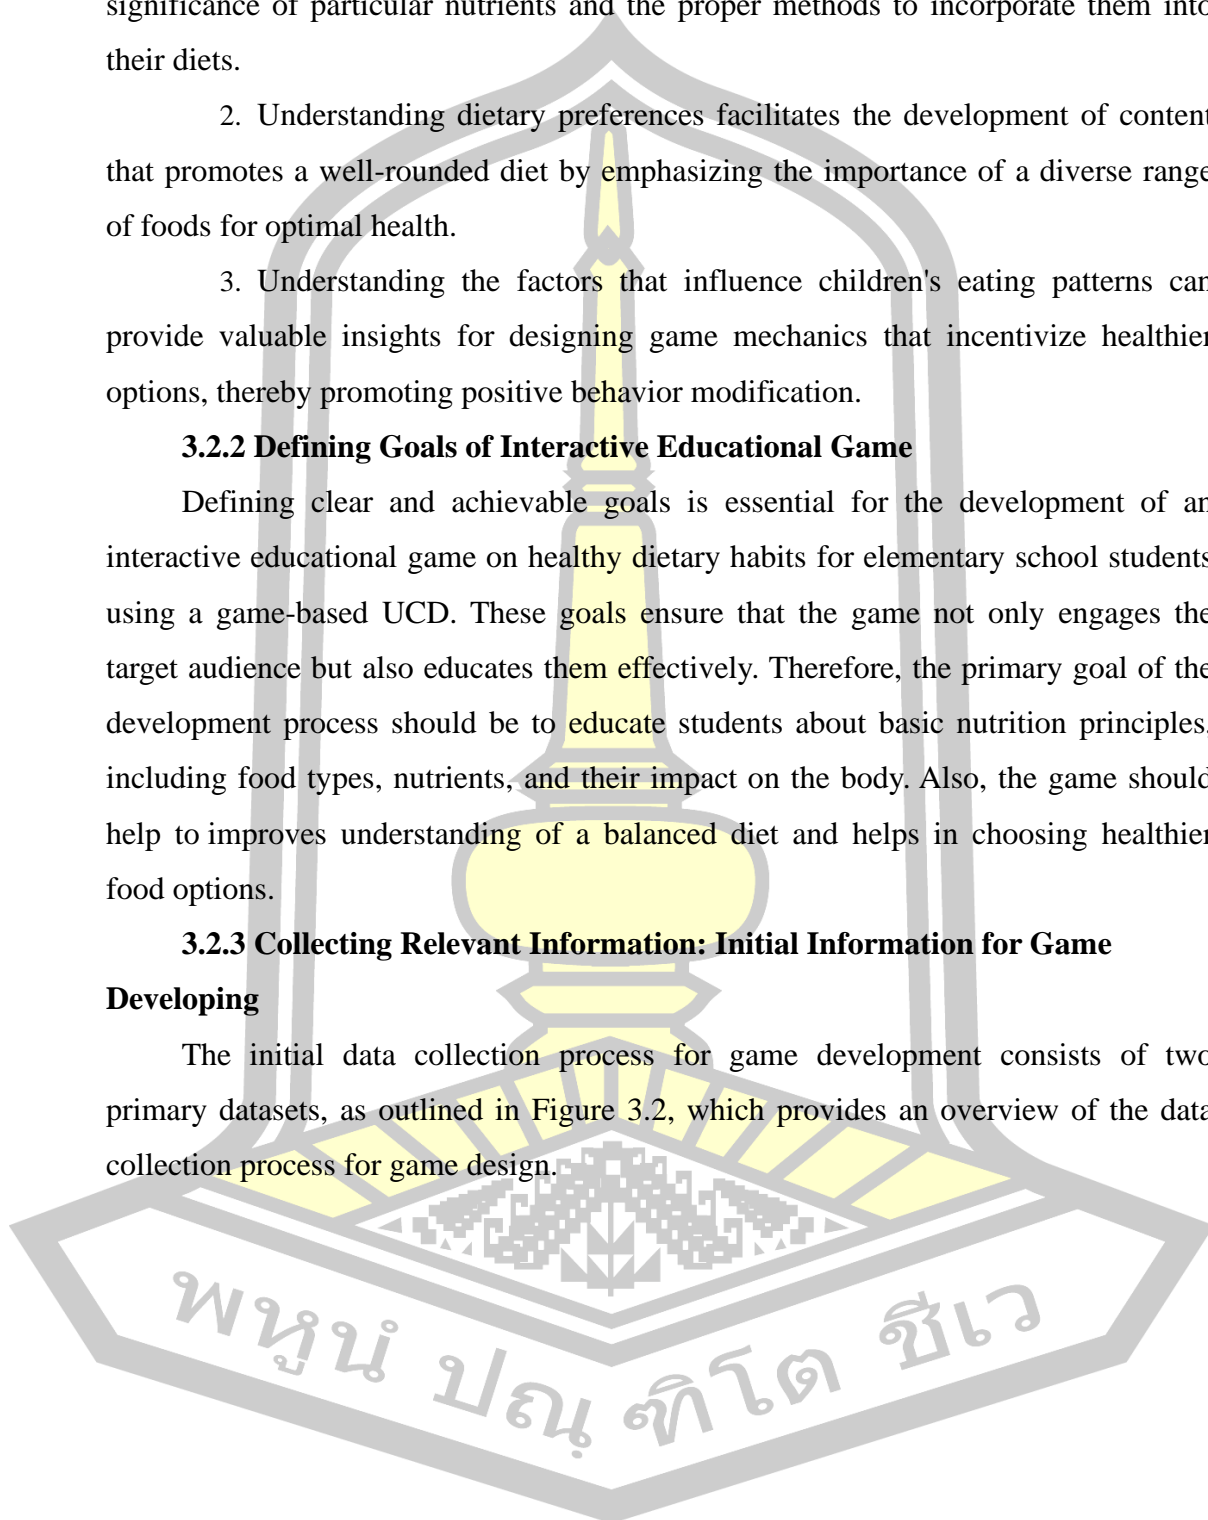 significance of particular nutrients and the proper methods to incorporate them into
their diets.
2. Understanding dietary preferences facilitates the development of content
that promotes a well-rounded diet by emphasizing the importance of a diverse range
of foods for optimal health.
3. Understanding the factors that influence children's eating patterns can
provide valuable insights for designing game mechanics that incentivize healthier
options, thereby promoting positive behavior modification.
3.2.2 Defining Goals of Interactive Educational Game
Defining clear and achievable goals is essential for the development of an
interactive educational game on healthy dietary habits for elementary school students
using a game-based UCD. These goals ensure that the game not only engages the
target audience but also educates them effectively. Therefore, the primary goal of the
development process should be to educate students about basic nutrition principles,
including food types, nutrients, and their impact on the body. Also, the game should
help to improves understanding of a balanced diet and helps in choosing healthier
food options.
3.2.3 Collecting Relevant Information: Initial Information for Game
Developing
The initial data collection process for game development consists of two
primary datasets, as outlined in Figure 3.2, which provides an overview of the data
collection process for game design.
พหูนํ ปณฺฑิโต ชีเว